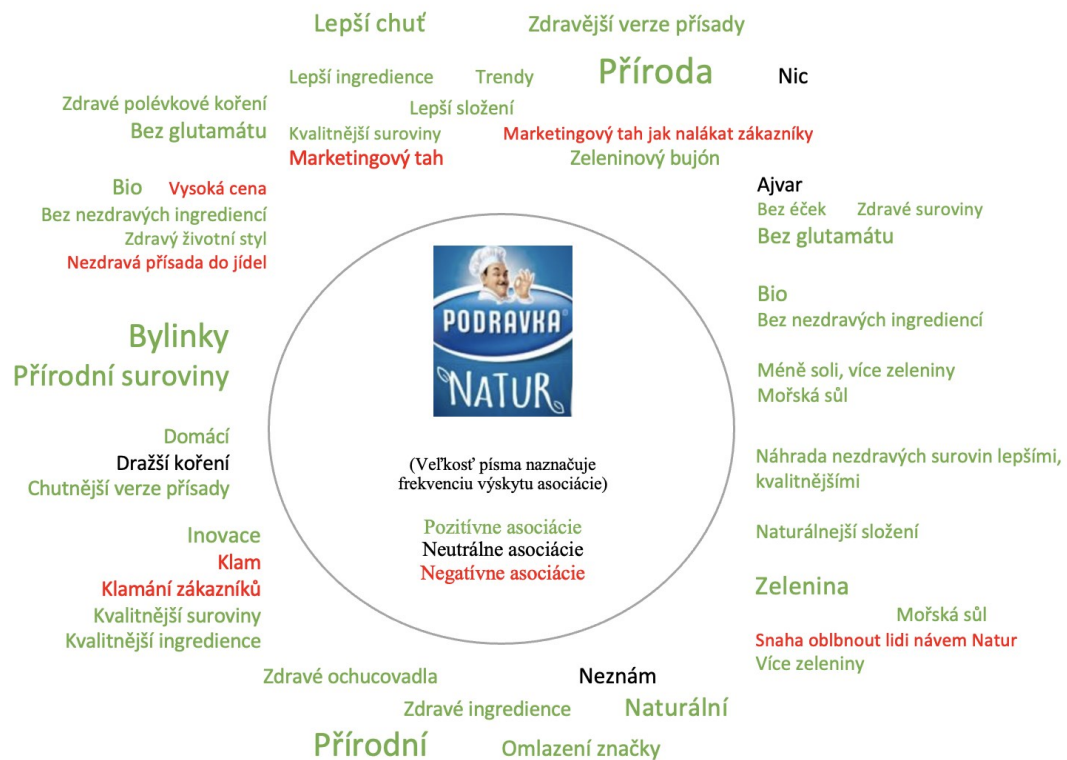 Lepší chuť
Zdravější verze přísady
Lepší ingredience
Trendy
Příroda
Nic
Zdravé polévkové koření
Lepší složení
Bez glutamátu
Kvalitnější suroviny
Marketingový tah jak nalákat zákazníky
Marketingový tah
Zeleninový bujón
Bio
Vysoká cena
Ajvar
Bez nezdravých ingrediencí
Bez éček
Zdravé suroviny
Zdravý životní styl
Bez glutamátu
Nezdravá přísada do jídel
Bio
Bez nezdravých ingrediencí
Bylinky
Přírodní suroviny
PODRAVKA
NATUR
Méně soli, více zeleniny
Mořská sůl
Domácí
Dražší koření
Chutnější verze přísady
(Veľkosť písma naznačuje
frekvenciu výskytu asociácie)
Náhrada nezdravých surovin lepšími,
kvalitnějšími
Pozitívne asociácie
Neutrálne asociácie
Negatívne asociácie
Inovace
Klam
Klamání zákazníků
Kvalitnější suroviny
Kvalitnější ingredience
Naturálnejší složení
Zelenina
Mořská sůl
Snaha oblbnout lidi návem Natur
Více zeleniny
Zdravé ochucovadla
Neznám
Zdravé ingredience
Naturální
Přírodní
Omlazení značky